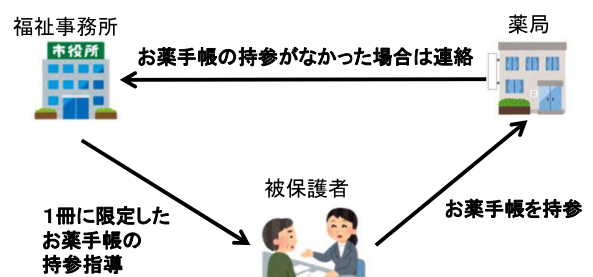 福祉事務所
市役所
薬局
お薬手帳の持参がなかった場合は連絡
被保護者
1冊に限定した
お薬手帳の
持参指導
お薬手帳を持参